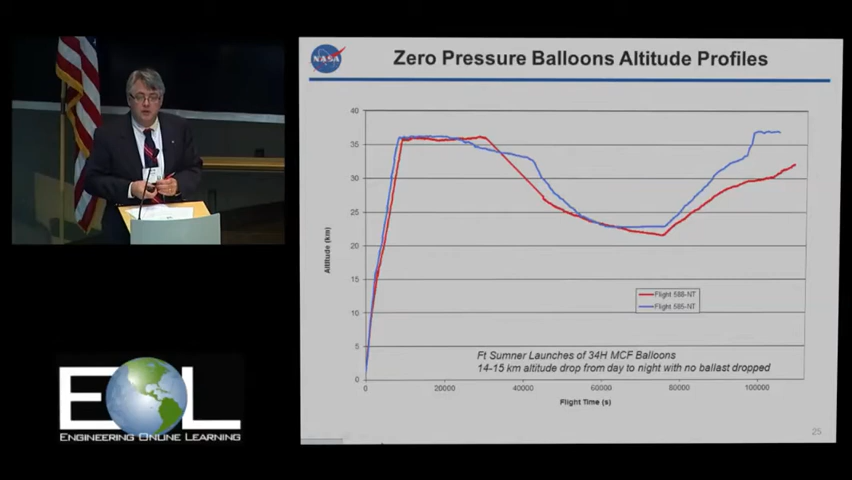 NASA
Zero Pressure Balloons Altitude Profiles
40
35
30
25
20
15
10
5
0
Altitude (km)
Flight 588-NT
Flight 585-NT
Ft Sumner Launches of 34H MCF Balloons
14-15 km altitude drop from day to night with no ballast dropped
0
20000
40000
60000
80000
100000
Flight Time (s)
25
EOL
ENGINEERING ONLINE LEARNING